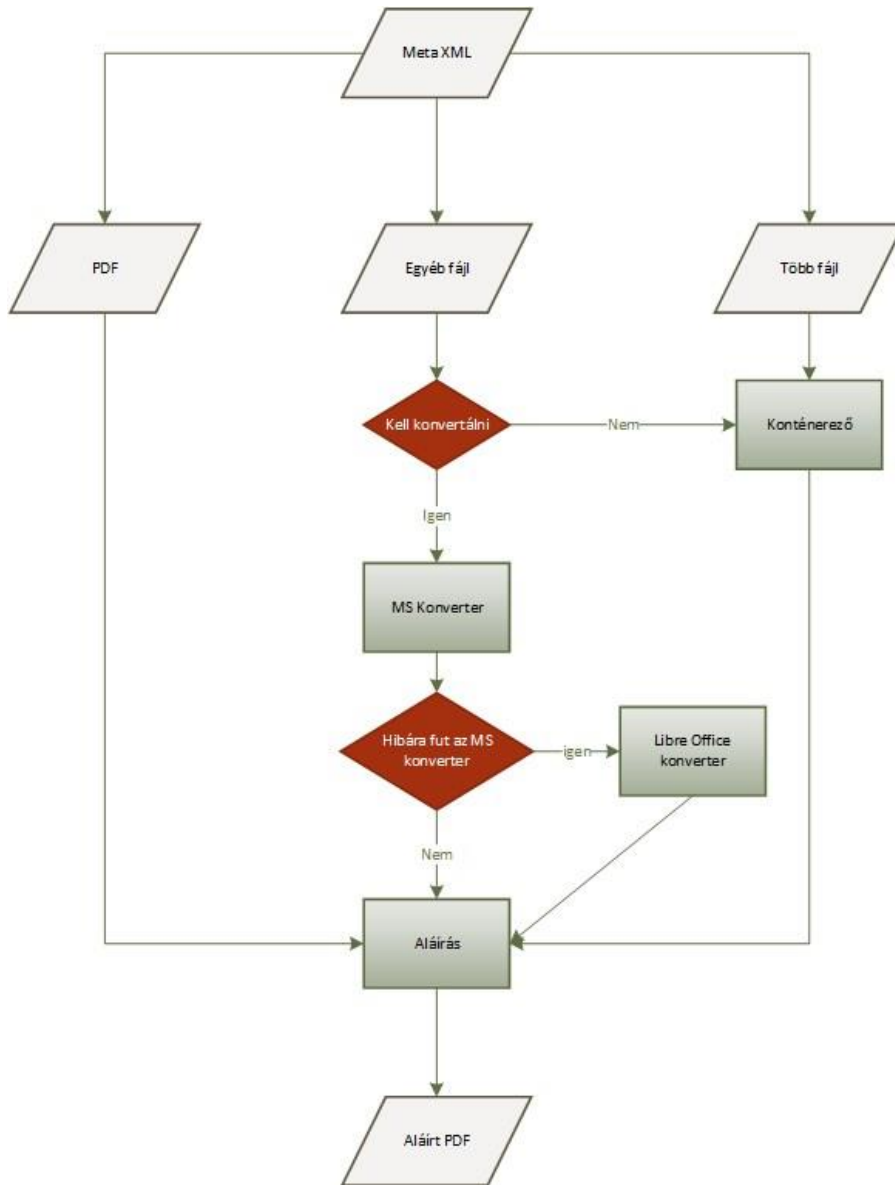 Meta XML
PDF
Egyéb fájl
Több fájl
Kell konvertálni
Nem
Konténerező
Igen
MS Konverter
Hibára fut az MS
konverter
igen
Libre Office
konverter
Nem
Aláírás
Aláírt PDF